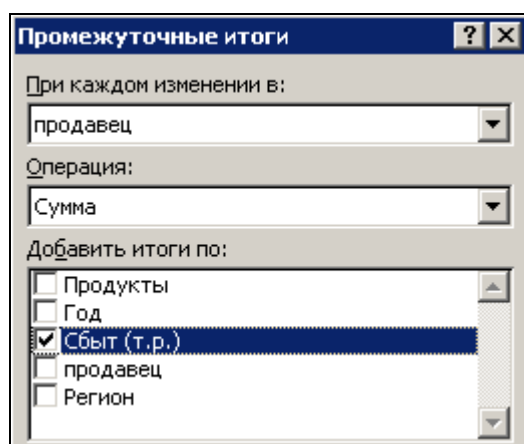 Промежуточные итоги
При каждом изменении в:
продавец
Операция:
Сумма
Добавить итоги по:
Продукты
Год
Сбыт (т.р.)
продавец
Регион